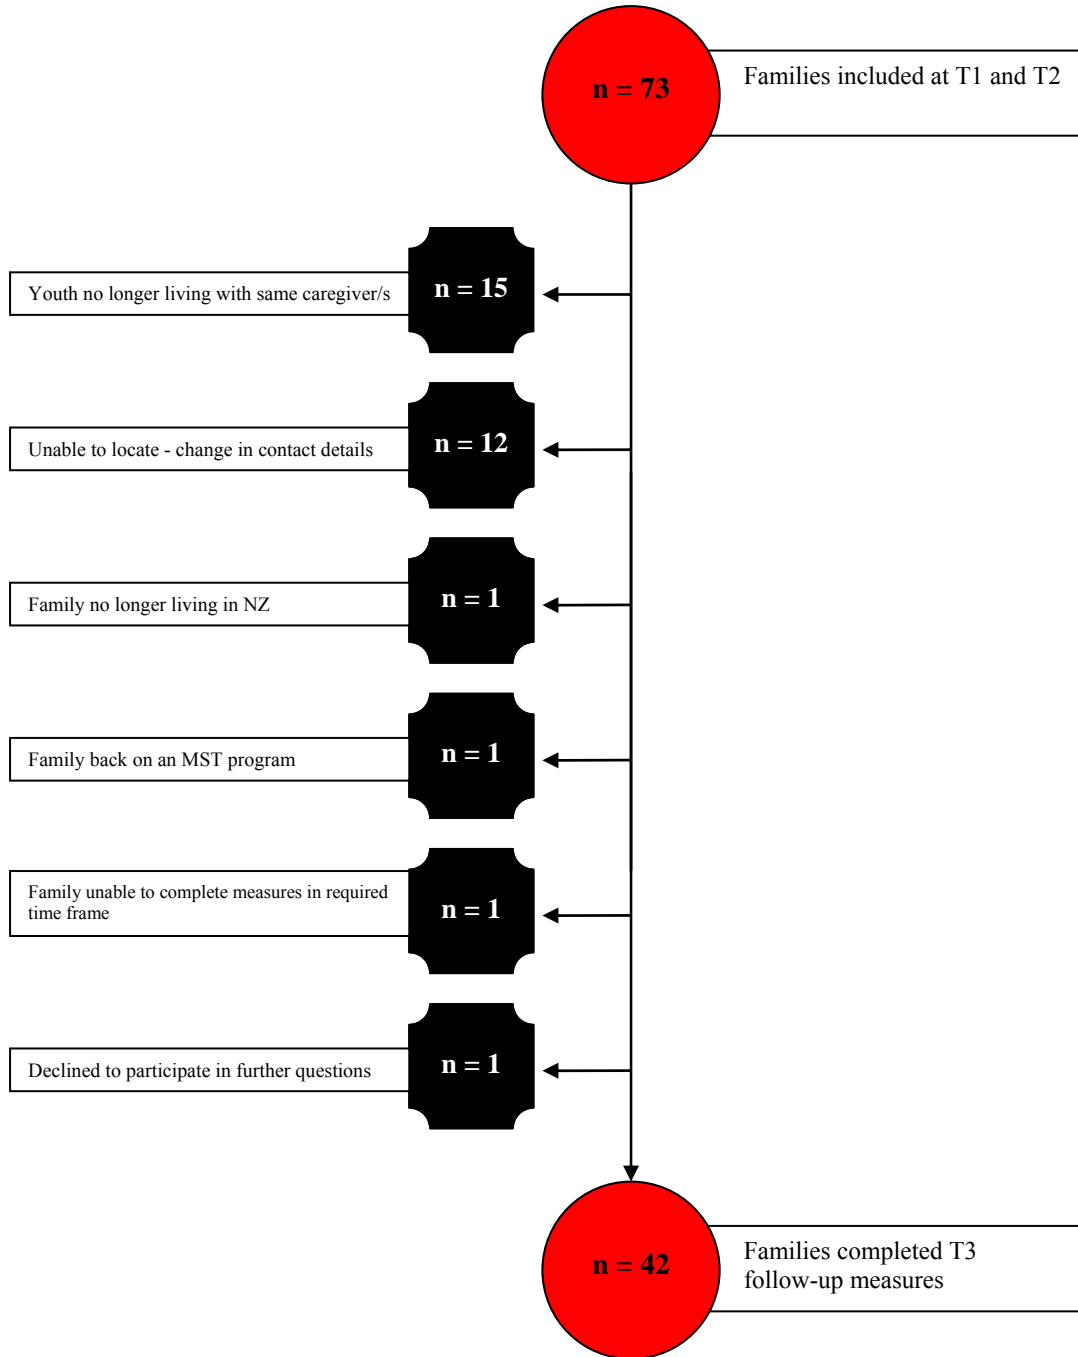 n = 73
Families included at T1 and T2
Youth no longer living with same caregiver/s
n = 15
Unable to locate - change in contact details
n = 12
Family no longer living in NZ
n = 1
Family back on an MST program
n = 1
Family unable to complete measures in required
time frame
n = 1
Declined to participate in further questions
n = 1
n = 42
Families completed T3
follow-up measures